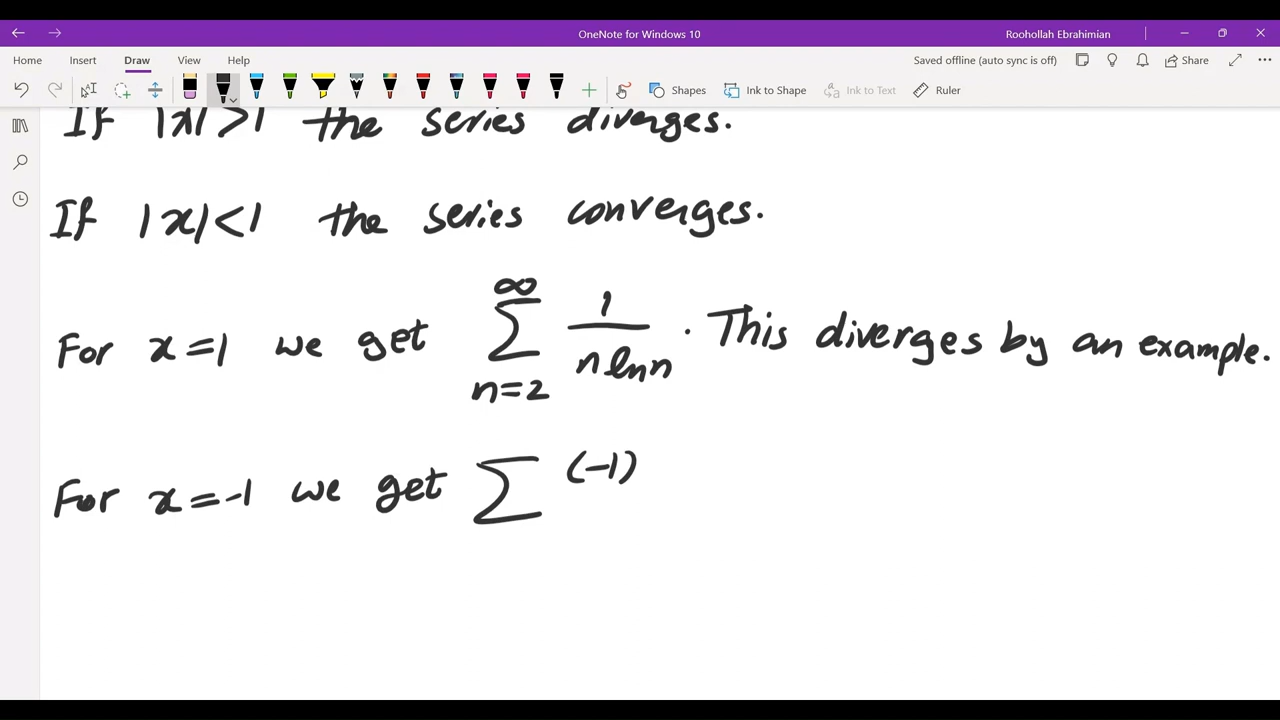 OneNote for Windows 10
Roohollah Ebrahimian
Home Insert Draw View Help
Saved offline (auto sync is off)
Share
Shapes
Ink to Shape
Ink to Text
Ruler
If |x|>1 the series diverges.
If |x|<1 the series converges.
For x=1 we get ∞ ∑ n=2 1/(n ln n). This diverges by an example.
For x=-1 we get ∑ (-1)